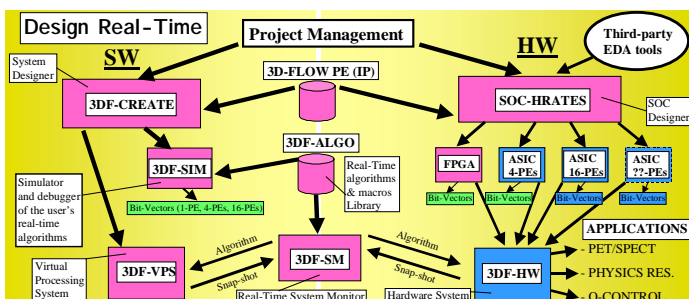 Design Real-Time
Project Management
Third-party
EDA tools
SW
HW
System
Designer
3D-FLOW PE (IP)
3DF-CREATE
SOC-HRATES
SOC
Designer
3DF-ALGO
3DF-SIM
Real-Time
algorithms
& macros
Library
FPGA
ASIC
4-PEs
ASIC
16-PEs
ASIC
??-PEs
Simulator
and debugger
of the user's
real-time
algorithms
Bit-Vectors (1-PE, 4-PEs, 16-PEs)
Bit-Vectors
Bit-Vectors
Bit-Vectors
Bit-Vectors
APPLICATIONS
Algorithm
Algorithm
- PET/SPECT
3DF-VPS
3DF-SM
3DF-HW
- PHYSICS RES.
Virtual
Processing
System
Snap-shot
Snap-shot
Real-Time System Monitor
Hardware System
- Q-CONTROL